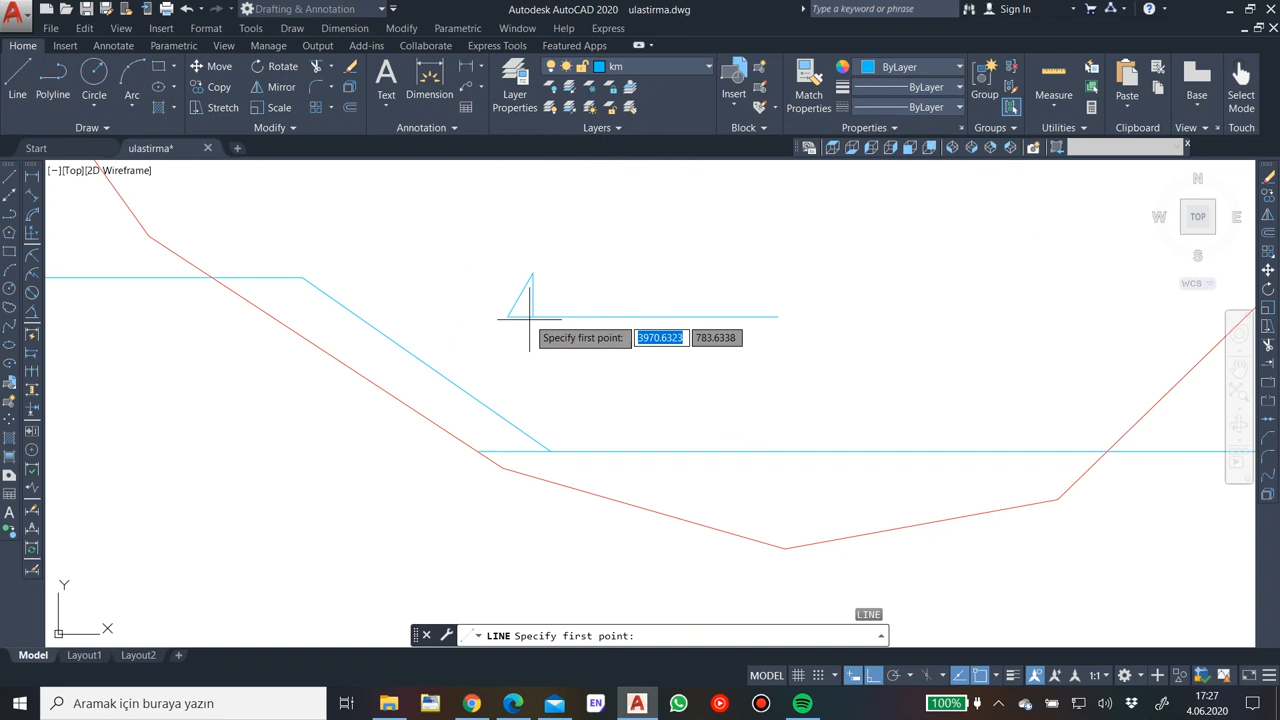 Drafting & Annotation
Autodesk AutoCAD 2020 ulastirma.dwg
Type a keyword or phrase
Sign In
File Edit View Insert Format Tools Draw Dimension Modify Parametric Window Help Express
Home Insert Annotate Parametric View Manage Output Add-ins Collaborate Express Tools Featured Apps
Line
Polyline
Circle
Arc
Draw
Move
Rotate
Copy
Mirror
Stretch
Scale
Modify
Text
Dimension
Annotation
Layer
Properties
km
Layers
Insert
Block
Match
Properties
ByLayer
ByLayer
ByLayer
Properties
Group
Groups
Measure
Utilities
Paste
Clipboard
Base
View
Select
Mode
Touch
Start
ulastirma*
[−][Top][2D Wireframe]
N
W
TOP
E
S
WCS
Specify first point:
3970.6323
783.6338
Y
X
LINE
LINE Specify first point:
Model Layout1 Layout2
MODEL
1:1
Aramak için buraya yazın
EN
100%
17:27
4.06.2020